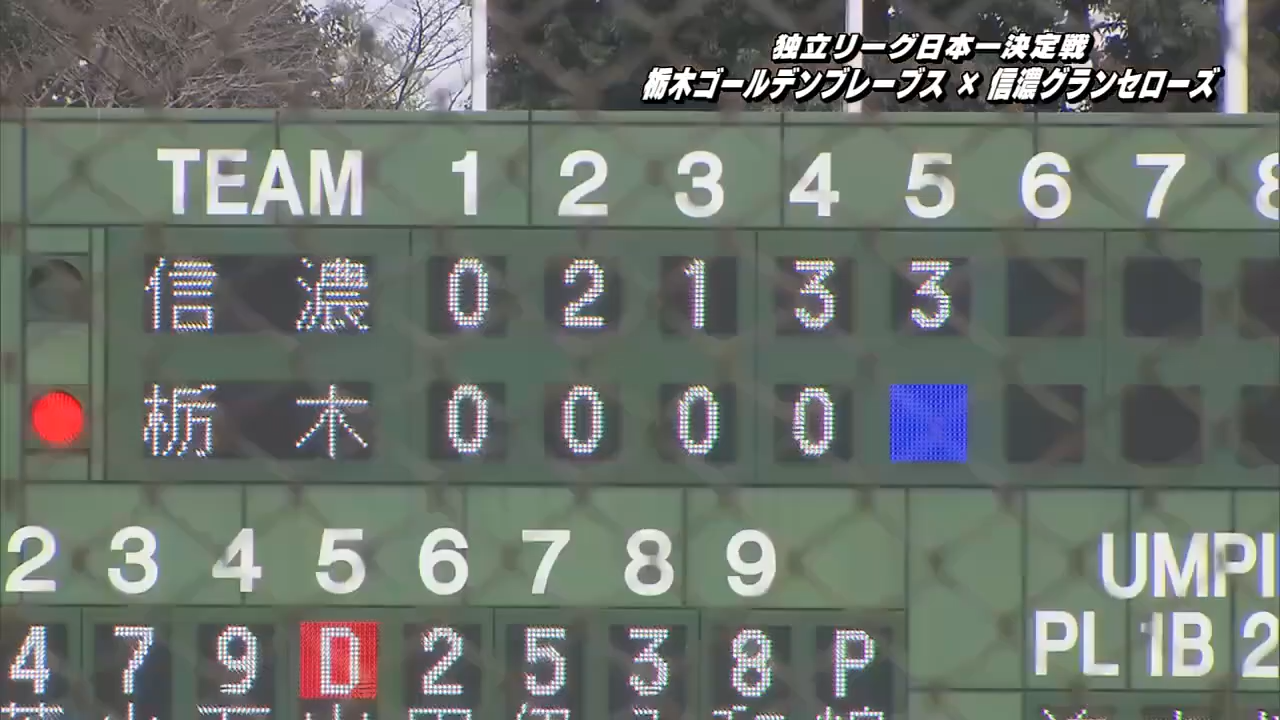 独立リーグ日本一決定戦
栃木ゴールデンブレーブス × 信濃グランセローズ
TEAM 1 2 3 4 5 6 7 8
信濃 0 2 1 3 3
栃木 0 0 0 0
2 3 4 5 6 7 8 9
UMPI
4 7 9 D 2 5 3 8 P
PL 1B 2